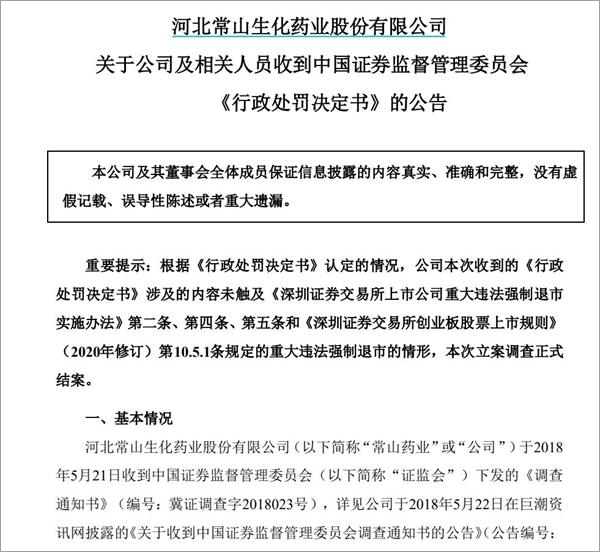 河北常山生化药业股份有限公司
关于公司及相关人员收到中国证券监督管理委员会
《行政处罚决定书》的公告
本公司及其董事会全体成员保证信息披露的内容真实、准确和完整，没有虚
假记载、误导性陈述或者重大遗漏。
重要提示：根据《行政处罚决定书》认定的情况，公司本次收到的《行政
处罚决定书》涉及的内容未触及《深圳证券交易所上市公司重大违法强制退市
实施办法》第二条、第四条、第五条和《深圳证券交易所创业板股票上市规则》
（2020年修订）第10.5.1条规定的重大违法强制退市的情形，本次立案调查正式
结案。
一、基本情况
河北常山生化药业股份有限公司（以下简称“常山药业”或“公司”）于2018
年5月21日收到中国证券监督管理委员会（以下简称“证监会”）下发的《调查
通知书》（编号：冀证调查字2018023号），详见公司于2018年5月22日在巨潮资
讯网披露的《关于收到中国证券监督管理委员会调查通知书的公告》（公告编号：